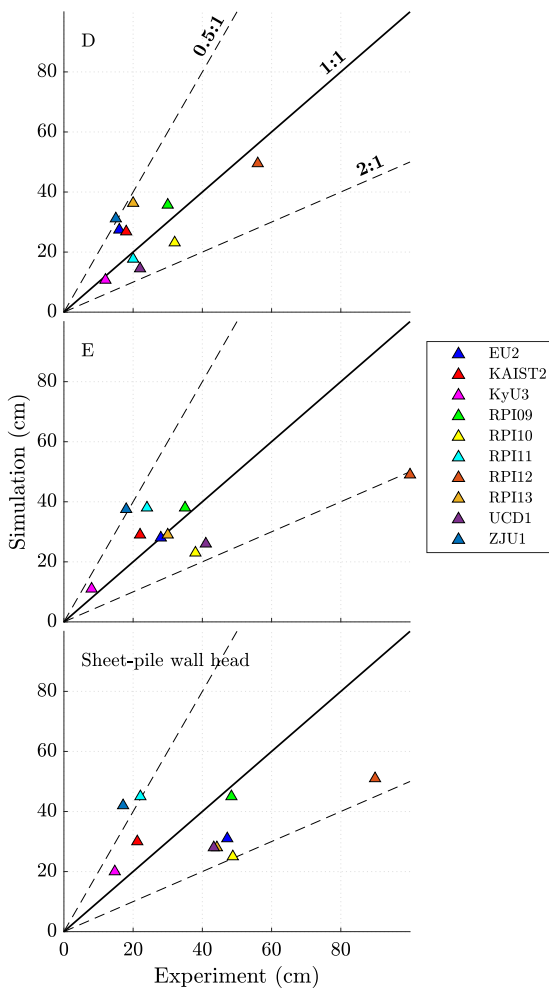 D
0.5:1
1:1
2:1
80
60
40
20
0
E
80
60
40
20
0
Sheet-pile wall head
80
60
40
20
0
0 20 40 60 80
Simulation (cm)
Experiment (cm)
EU2
KAIST2
KyU3
RPI09
RPI10
RPI11
RPI12
RPI13
UCD1
ZJU1